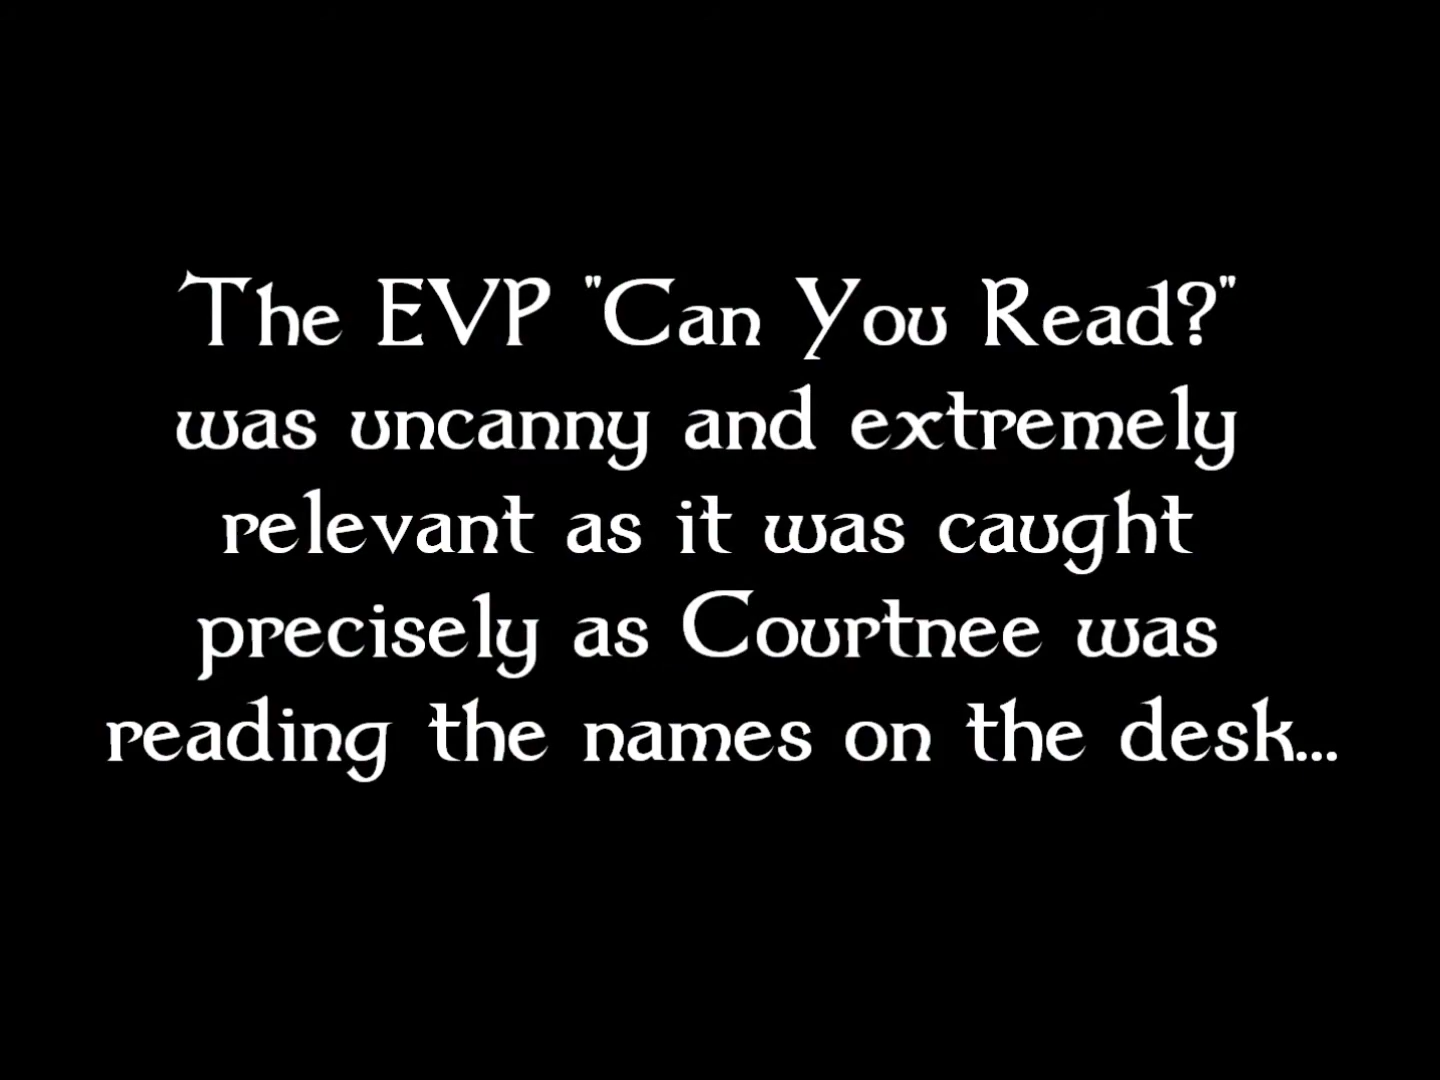 The EVP "Can You Read?"
was uncanny and extremely
relevant as it was caught
precisely as Courtnee was
reading the names on the desk...